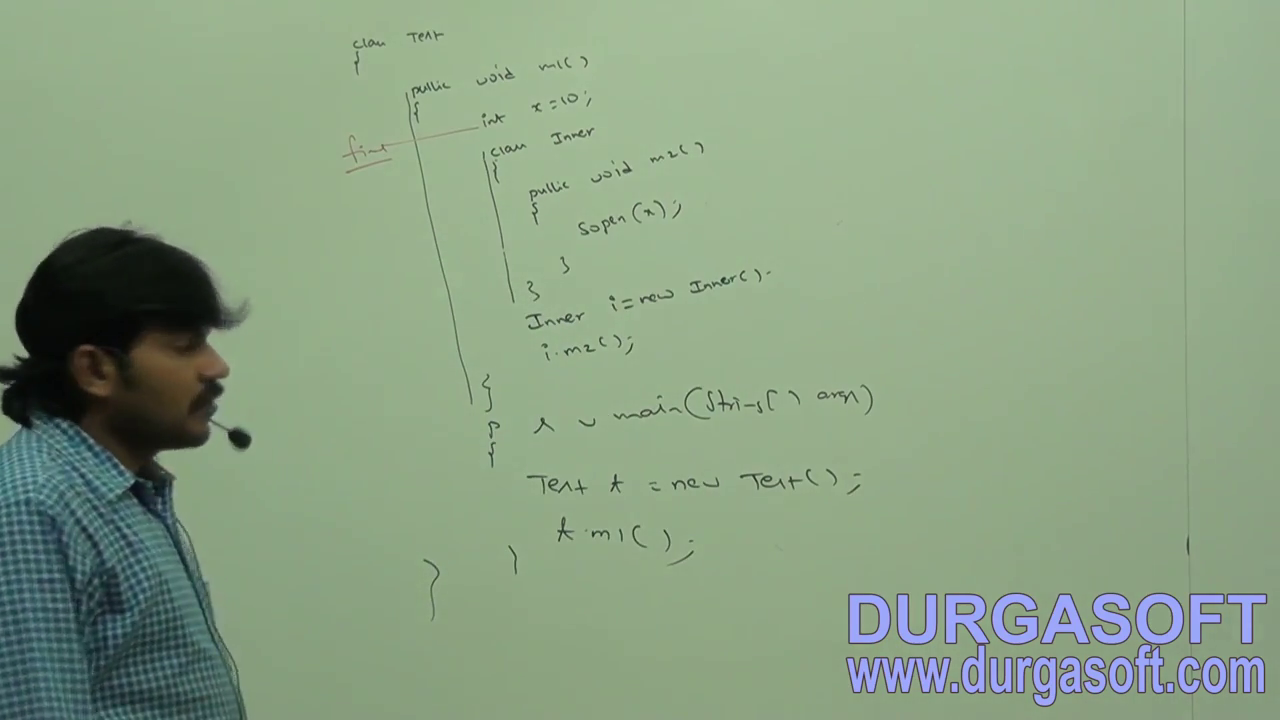 class Test
{
public void m1()
{
int x=10;
final
class Inner
{
public void m2()
{
sopln(x);
}
}
Inner i=new Inner().
i.m2();
}
p s v main(String[] args)
{
Test t = new Test();
t.m1();
}
}
DURGASOFT
www.durgasoft.com